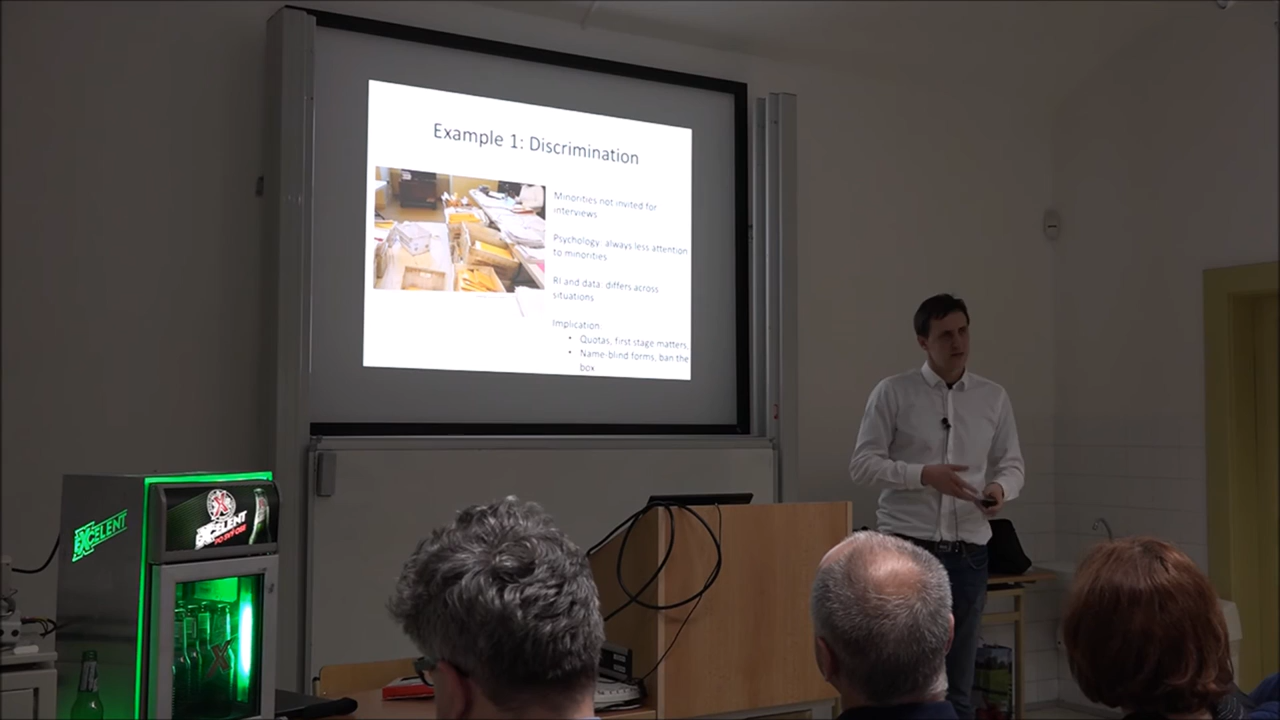 Example 1: Discrimination
Minorities not invited for
interviews
Psychology: always less attention
to minorities
RI and data: differs across
situations
Implication:
• Quotas, first stage matters,
• Name-blind forms, ban the
box
EXCELENT
EXCELENT